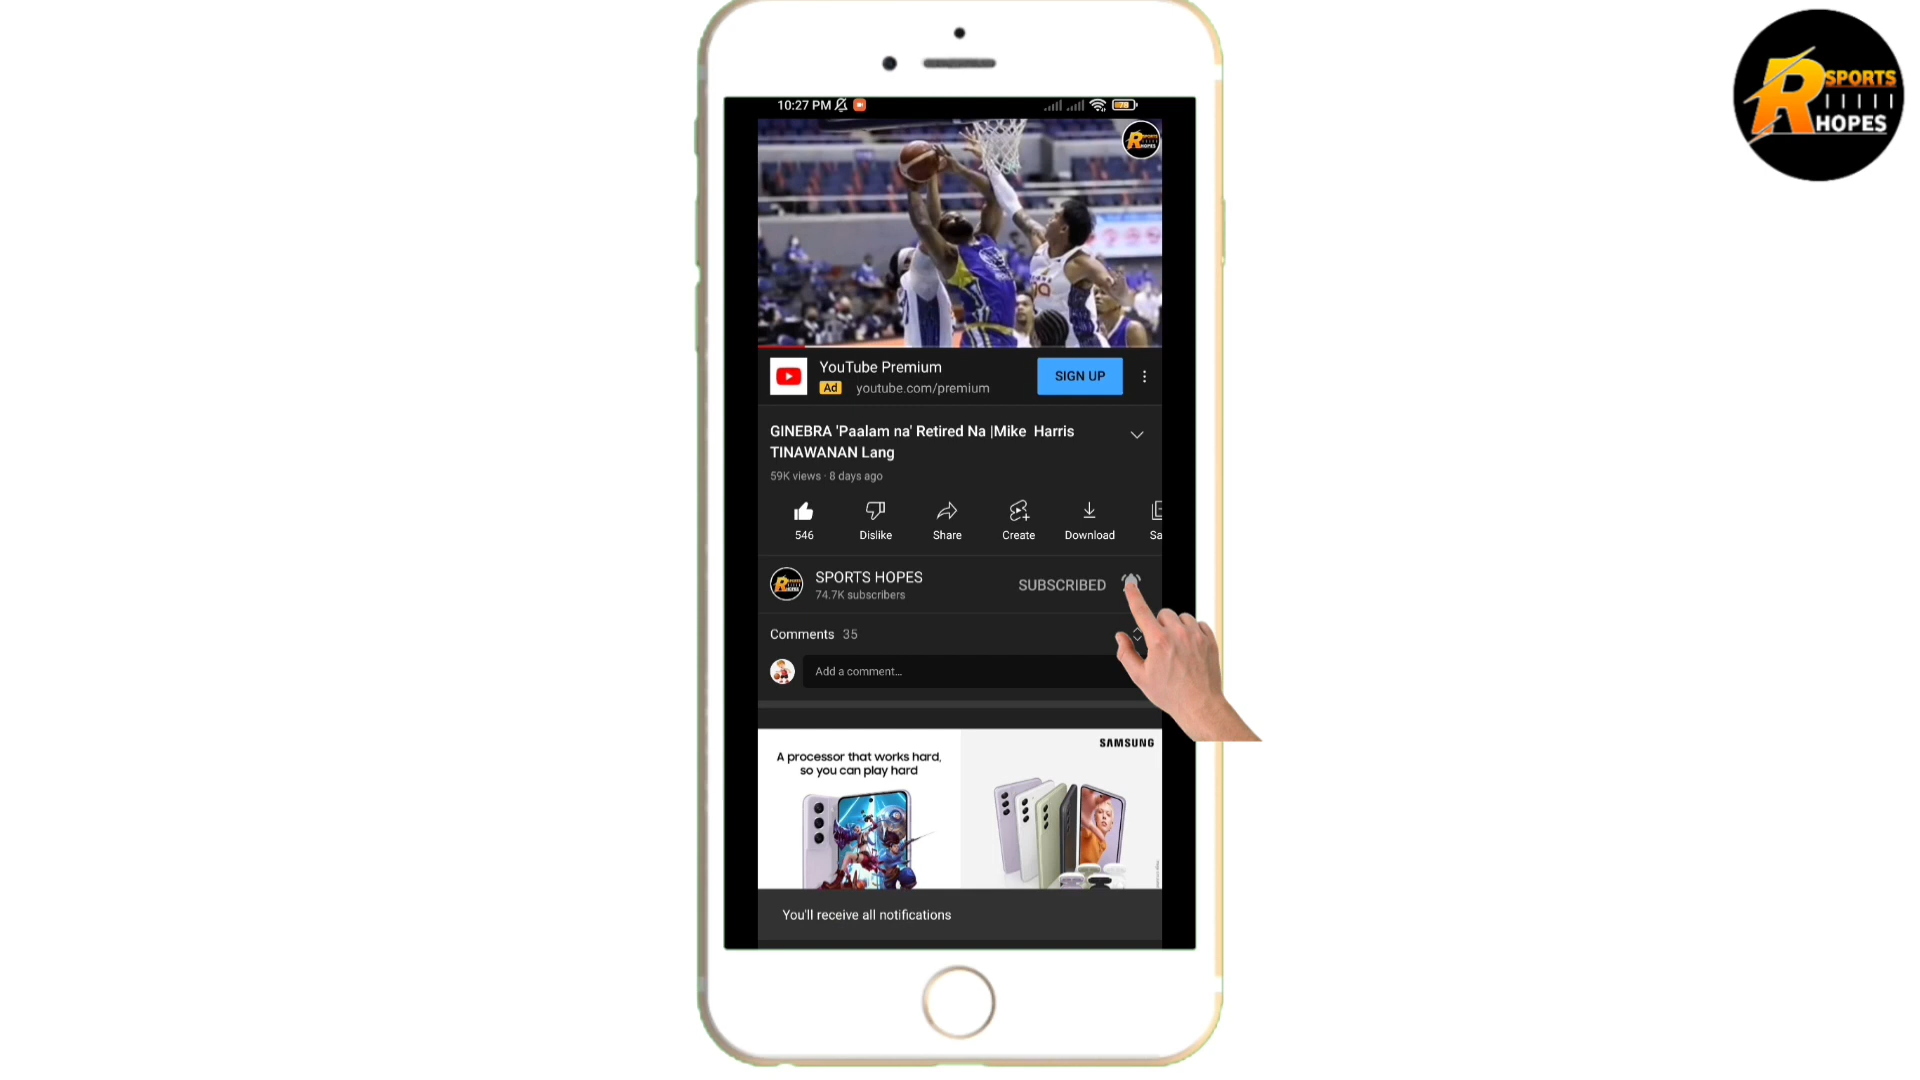 SPORTS
HOPES
10:27 PM
YouTube Premium
Ad youtube.com/premium
SIGN UP
GINEBRA 'Paalam na' Retired Na |Mike Harris
TINAWANAN Lang
59K views · 8 days ago
546
Dislike
Share
Create
Download
Sa
SPORTS HOPES
74.7K subscribers
SUBSCRIBED
Comments 35
Add a comment...
A processor that works hard,
so you can play hard
SAMSUNG
You'll receive all notifications